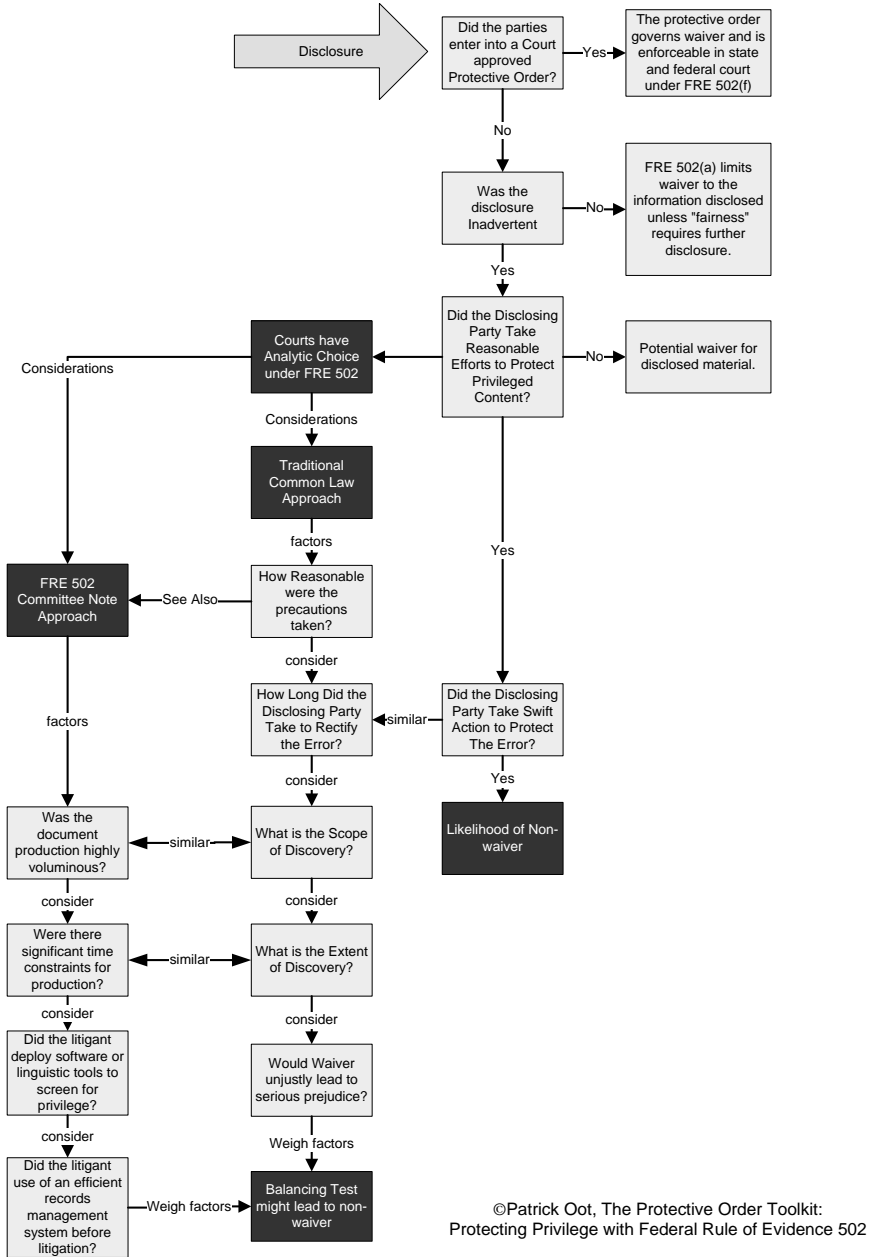 Disclosure
Did the parties
enter into a Court
approved
Protective Order?
Yes
The protective order
governs waiver and is
enforceable in state
and federal court
under FRE 502(f)
No
Was the
disclosure
Inadvertent
No
FRE 502(a) limits
waiver to the
information disclosed
unless "fairness"
requires further
disclosure.
Yes
Did the Disclosing
Party Take
Reasonable
Efforts to Protect
Privileged
Content?
No
Potential waiver for
disclosed material.
Courts have
Analytic Choice
under FRE 502
Considerations
Considerations
Traditional
Common Law
Approach
factors
Yes
How Reasonable
were the
precautions
taken?
See Also
FRE 502
Committee Note
Approach
consider
How Long Did the
Disclosing Party
Take to Rectify
the Error?
similar
Did the Disclosing
Party Take Swift
Action to Protect
The Error?
factors
consider
Yes
Was the
document
production highly
voluminous?
similar
What is the Scope
of Discovery?
Likelihood of Non-
waiver
consider
consider
Were there
significant time
constraints for
production?
similar
What is the Extent
of Discovery?
consider
consider
Did the litigant
deploy software or
linguistic tools to
screen for
privilege?
Would Waiver
unjustly lead to
serious prejudice?
consider
Weigh factors
Did the litigant
use of an efficient
records
management
system before
litigation?
Weigh factors
Balancing Test
might lead to non-
waiver
©Patrick Oot, The Protective Order Toolkit:
Protecting Privilege with Federal Rule of Evidence 502